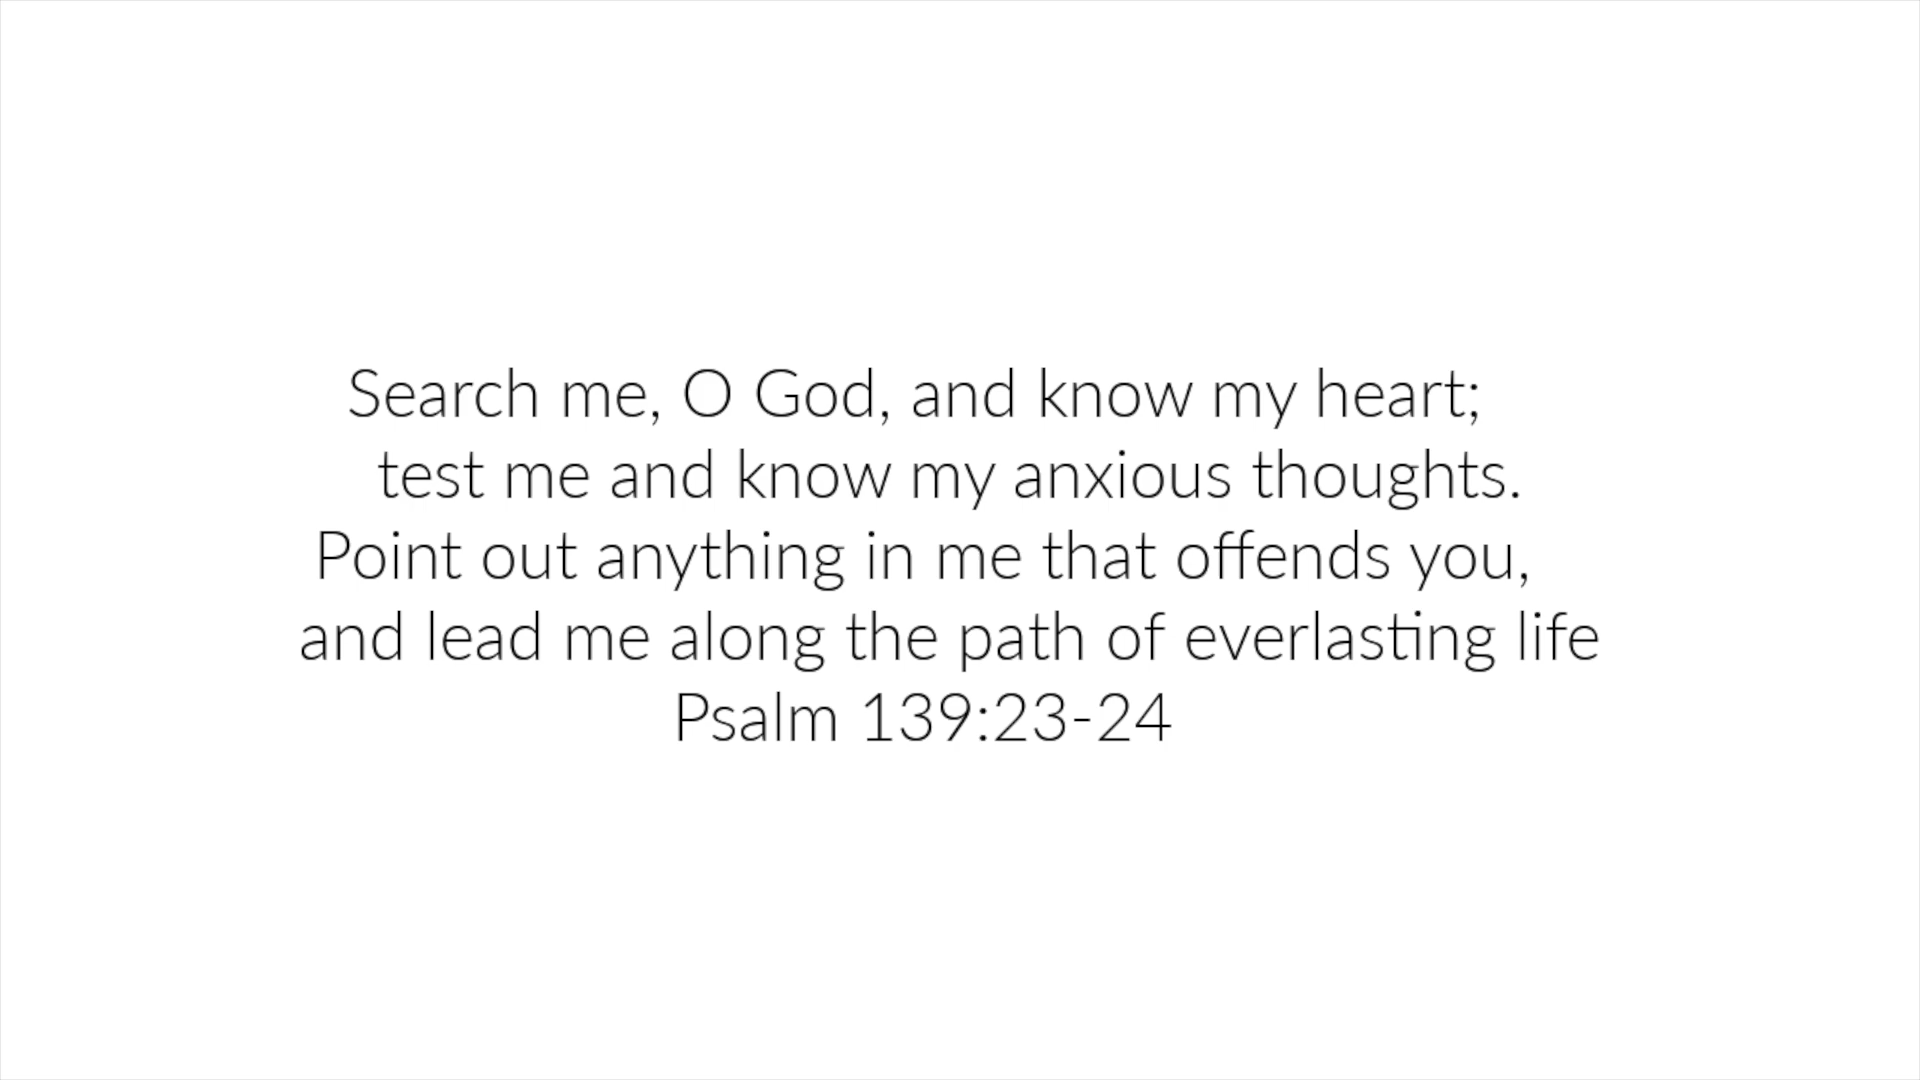 Search me, O God, and know my heart;
test me and know my anxious thoughts.
Point out anything in me that offends you,
and lead me along the path of everlasting life
Psalm 139:23-24